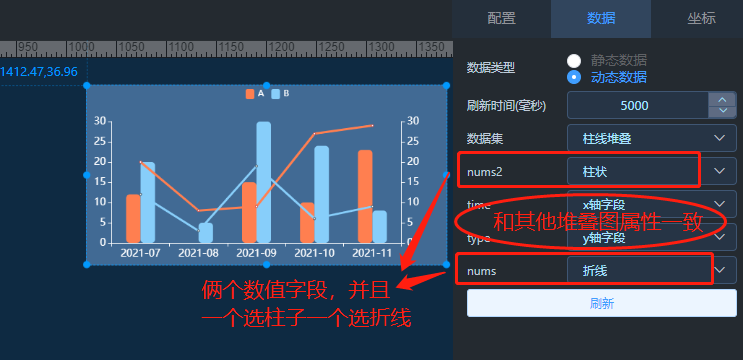 配置 数据 坐标
950 1000 1050 1100 1150 1200 1250 1300 1350
1412.47,36.96
数据类型 静态数据
动态数据
刷新时间(毫秒) 5000
数据集 柱线堆叠
nums2 柱状
time x轴字段
和其他堆叠图属性一致
type y轴字段
nums 折线
刷新
A B
30 30
25 25
20 20
15 15
10 10
5 5
0 0
2021-07 2021-08 2021-09 2021-10 2021-11
俩个数值字段，并且
一个选柱了一个选折线